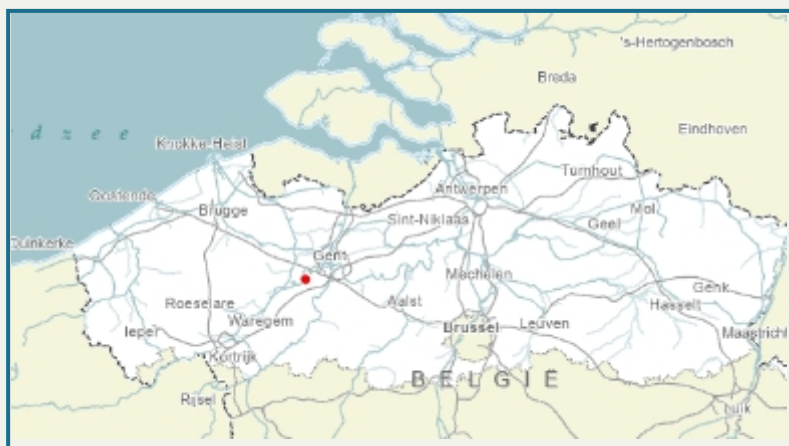 's-Hertogenbosch
Breda
d z e e
Eindhoven
Knokke-Heist
Turnhout
Antwerpen
Oostende
Brugge
Mol
Sint-Niklaas
Geel
Duinkerke
Gent
Mechelen
Genk
Roeselare
Aalst
Hasselt
Waregem
Brussel
Leuven
Ieper
Maastricht
Kortrijk
BELGIË
Rijsel
Luik